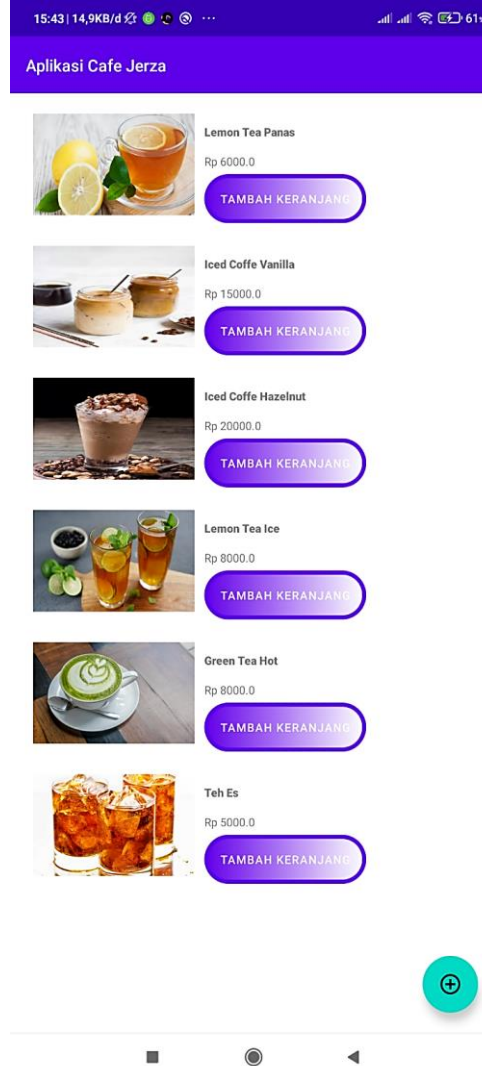 15:43 | 14,9KB/d
61
Aplikasi Cafe Jerza
Lemon Tea Panas
Rp 6000.0
TAMBAH KERANJANG
Iced Coffe Vanilla
Rp 15000.0
TAMBAH KERANJANG
Iced Coffe Hazelnut
Rp 20000.0
TAMBAH KERANJANG
Lemon Tea Ice
Rp 8000.0
TAMBAH KERANJANG
Green Tea Hot
Rp 8000.0
TAMBAH KERANJANG
Teh Es
Rp 5000.0
TAMBAH KERANJANG